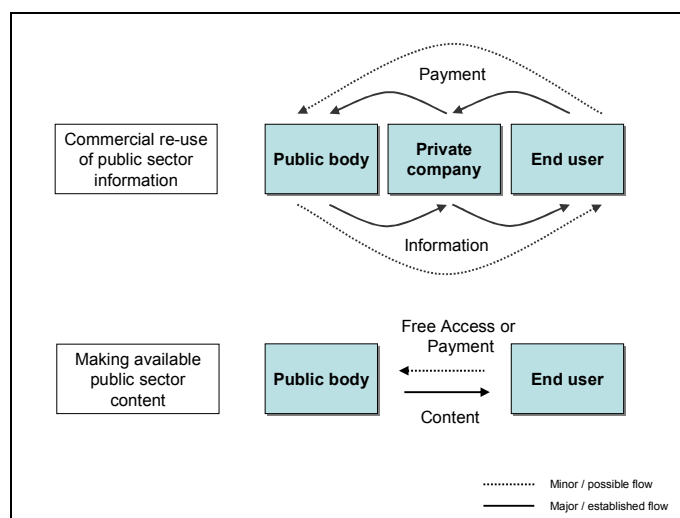 Payment
Commercial re-use
of public sector
information
Public body
Private
company
End user
Information
Making available
public sector
content
Public body
Free Access or
Payment
End user
Content
Minor / possible flow
Major / established flow